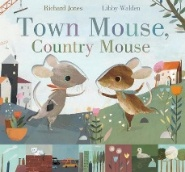 Richard Jones Libby Walden
Town Mouse,
Country Mouse